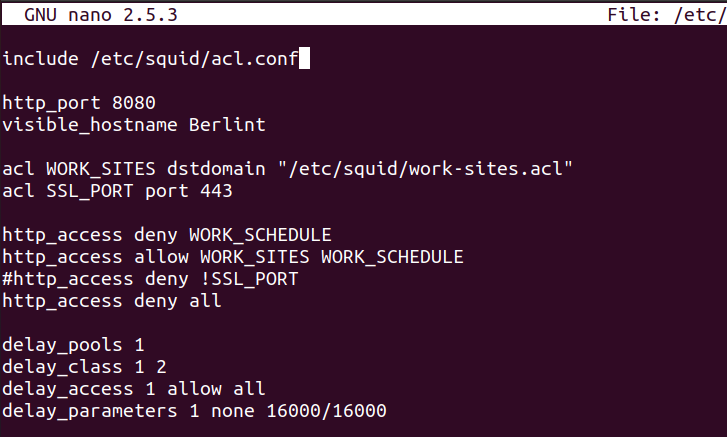 GNU nano 2.5.3 File: /etc/
include /etc/squid/acl.conf
http_port 8080
visible_hostname Berlint
acl WORK_SITES dstdomain "/etc/squid/work-sites.acl"
acl SSL_PORT port 443
http_access deny WORK_SCHEDULE
http_access allow WORK_SITES WORK_SCHEDULE
#http_access deny !SSL_PORT
http_access deny all
delay_pools 1
delay_class 1 2
delay_access 1 allow all
delay_parameters 1 none 16000/16000